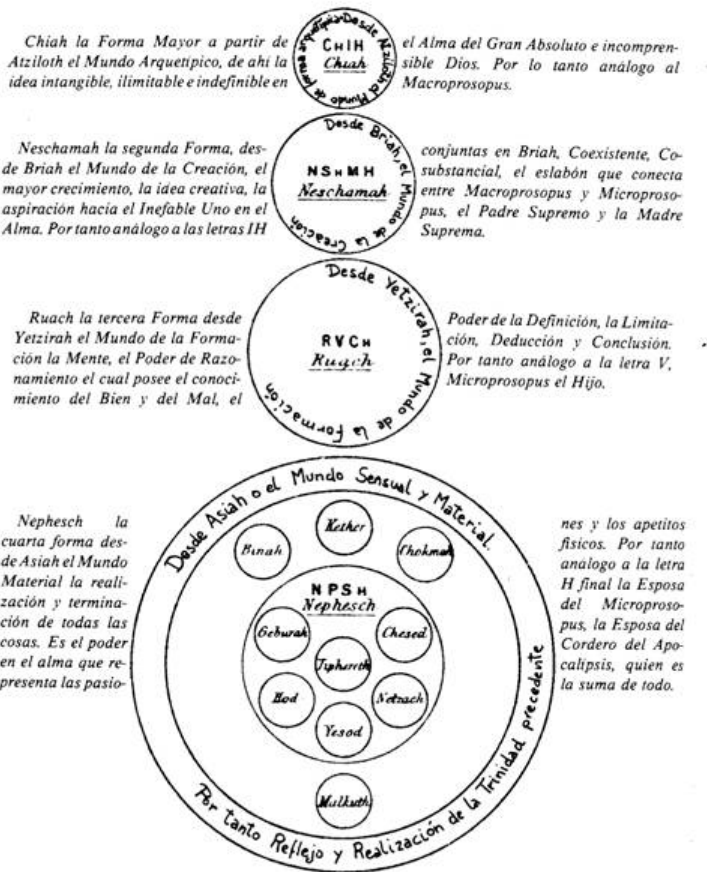 Chiah la Forma Mayor a partir de
Atziloth el Mundo Arquetípico, de ahí la
idea intangible, ilimitable e indefinible en
el Alma del Gran Absoluto e incompren-
sible Dios. Por lo tanto análogo al
Macroprosopus.
Desde Atziloth el Mundo de forma arquetípica
CHIH
Chiah
Neschamah la segunda Forma, des-
de Briah el Mundo de la Creación, el
mayor crecimiento, la idea creativa, la
aspiración hacia el Inefable Uno en el
Alma. Por tanto análogo a las letras IH
conjuntas en Briah, Coexistente, Co-
substancial, el eslabón que conecta
entre Macroprosopus y Microproso-
pus, el Padre Supremo y la Madre
Suprema.
Desde Briah, el Mundo de la Creación
NSHMH
Neschamah
Ruach la tercera Forma desde
Yetzirah el Mundo de la Forma-
ción la Mente, el Poder de Razo-
namiento el cual posee el conoci-
miento del Bien y del Mal, el
Poder de la Definición, la Limita-
ción, Deducción y Conclusión.
Por tanto análogo a la letra V,
Microprosopus el Hijo.
Desde Yetzirah, el Mundo de la Formación
RVCH
Ruach
Nephesch la
cuarta forma des-
de Asiah el Mundo
Material la reali-
zación y termina-
ción de todas las
cosas. Es el poder
en el alma que re-
presenta las pasio-
nes y los apetitos
físicos. Por tanto
análogo a la letra
H final la Esposa
del Microproso-
pus, la Esposa del
Cordero del Apo-
calipsis, quien es
la suma de todo.
Desde Asiah o el Mundo Sensual y Material.
Kether
Binah
Chokmah
NPSH
Nephesch
Geburah
Chesed
Tiphereth
Hod
Netzach
Yesod
Malkuth
Por tanto Reflejo y Realización de la Trinidad precedente